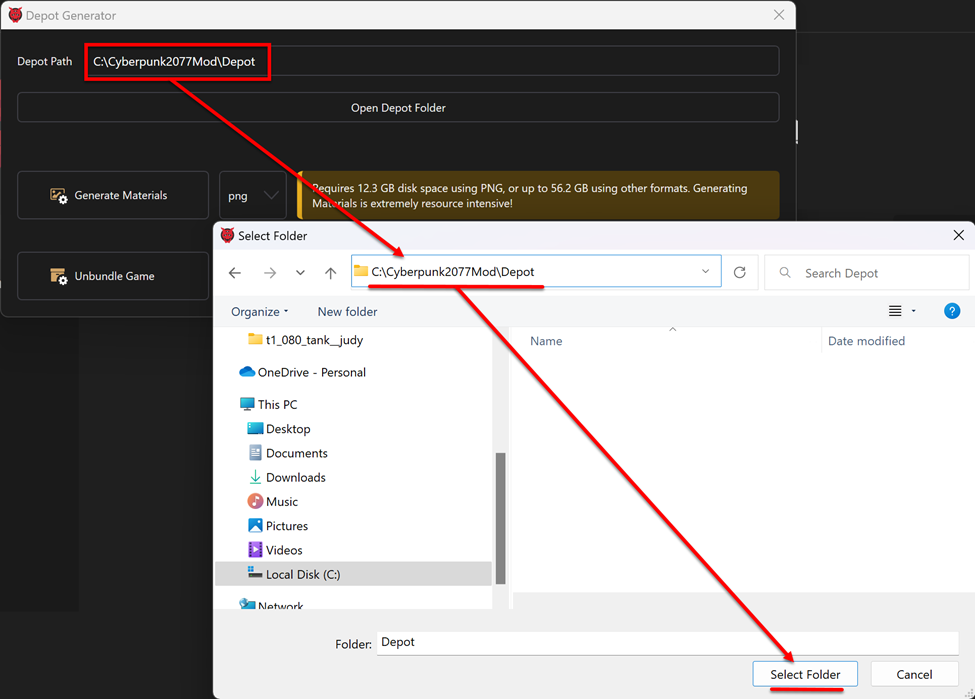 Depot Generator
Depot Path
C:\Cyberpunk2077Mod\Depot
Open Depot Folder
Generate Materials
png
Requires 12.3 GB disk space using PNG, or up to 56.2 GB using other formats. Generating
Materials is extremely resource intensive!
Unbundle Game
Select Folder
C:\Cyberpunk2077Mod\Depot
Search Depot
Organize
New folder
?
t1_080_tank__judy
Name
Date modified
OneDrive - Personal
This PC
Desktop
Documents
Downloads
Music
Pictures
Videos
Local Disk (C:)
Network
Folder:
Depot
Select Folder
Cancel